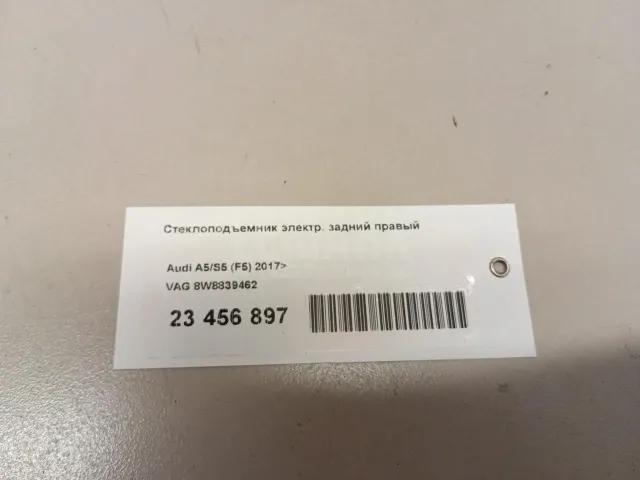 Стеклоподъемник электр. задний правый
Audi A5/S5 (F5) 2017>
VAG 8W8839462
23 456 897